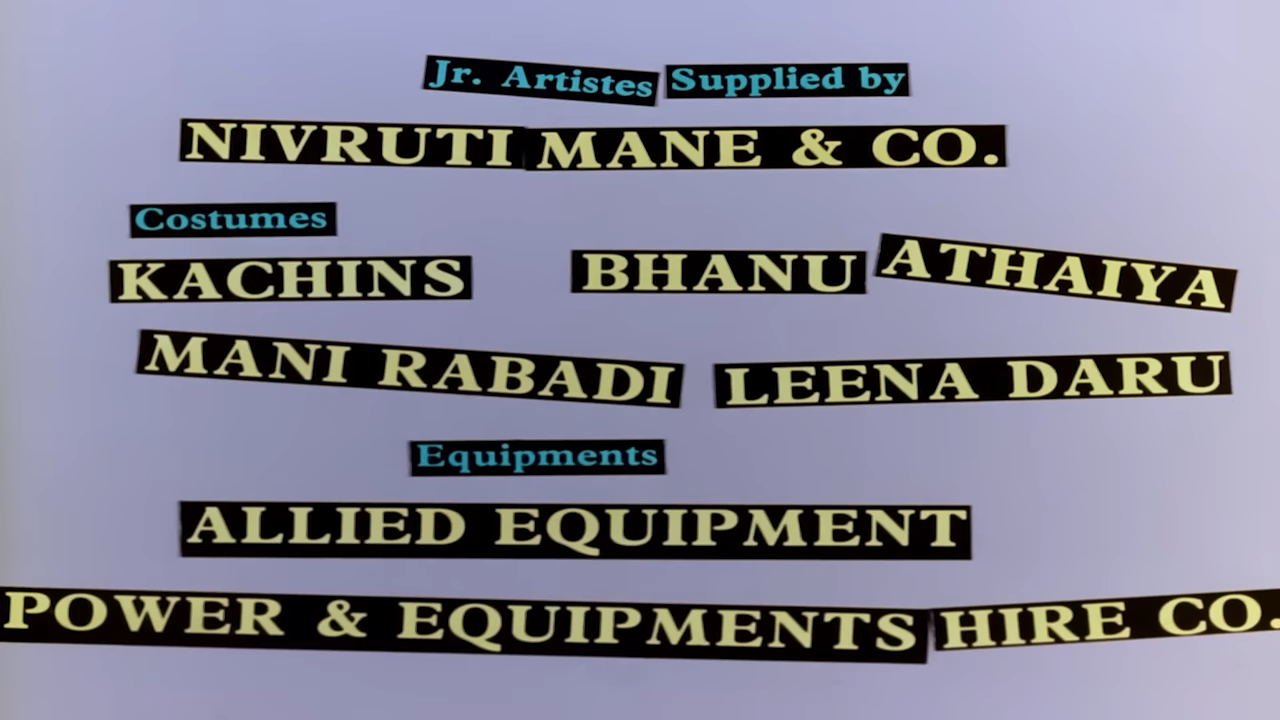 Jr. Artistes Supplied by
NIVRUTI MANE & CO.
Costumes
KACHINS BHANU ATHAIYA
MANI RABADI LEENA DARU
Equipments
ALLIED EQUIPMENT
POWER & EQUIPMENTS HIRE CO.